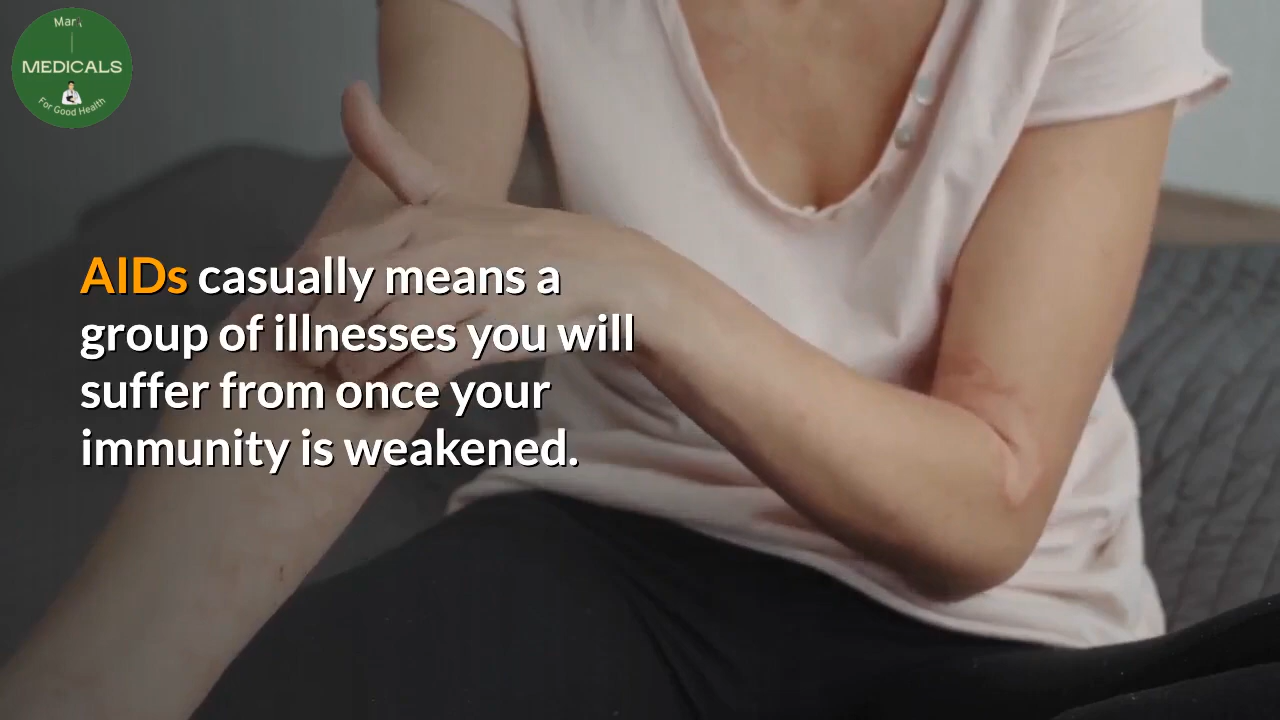 Mark
MEDICALS
For Good Health
AIDs casually means a
group of illnesses you will
suffer from once your
immunity is weakened.